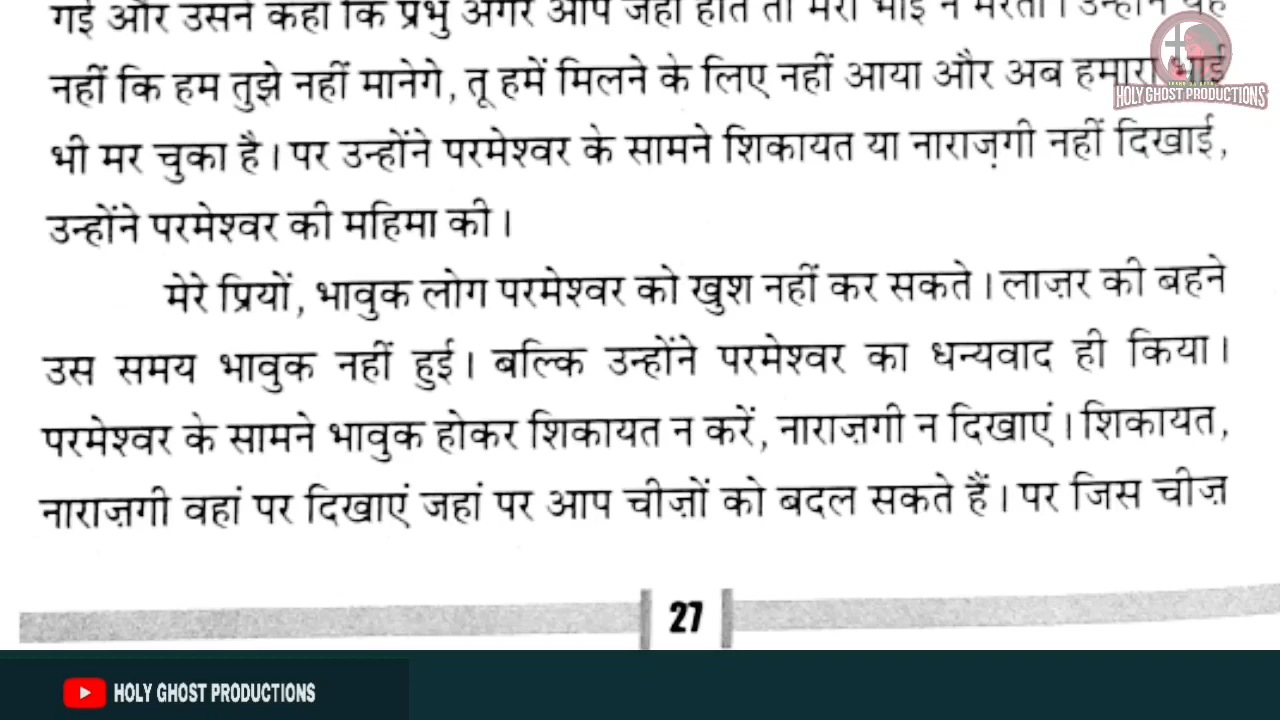 गई और उसने कहा कि प्रभु अगर आप जहाँ होते तो मेरा भाई न मरता। उन्होंने यह
नहीं कि हम तुझे नहीं मानेगे, तू हमें मिलने के लिए नहीं आया और अब हमारा भाई
भी मर चुका है। पर उन्होंने परमेश्वर के सामने शिकायत या नाराज़गी नहीं दिखाई,
उन्होंने परमेश्वर की महिमा की।
मेरे प्रियों, भावुक लोग परमेश्वर को खुश नहीं कर सकते। लाज़र की बहने
उस समय भावुक नहीं हुई। बल्कि उन्होंने परमेश्वर का धन्यवाद ही किया।
परमेश्वर के सामने भावुक होकर शिकायत न करें, नाराज़गी न दिखाएं। शिकायत,
नाराज़गी वहां पर दिखाएं जहां पर आप चीज़ों को बदल सकते हैं। पर जिस चीज़
27
HOLY GHOST PRODUCTIONS
HOLY GHOST PRODUCTIONS